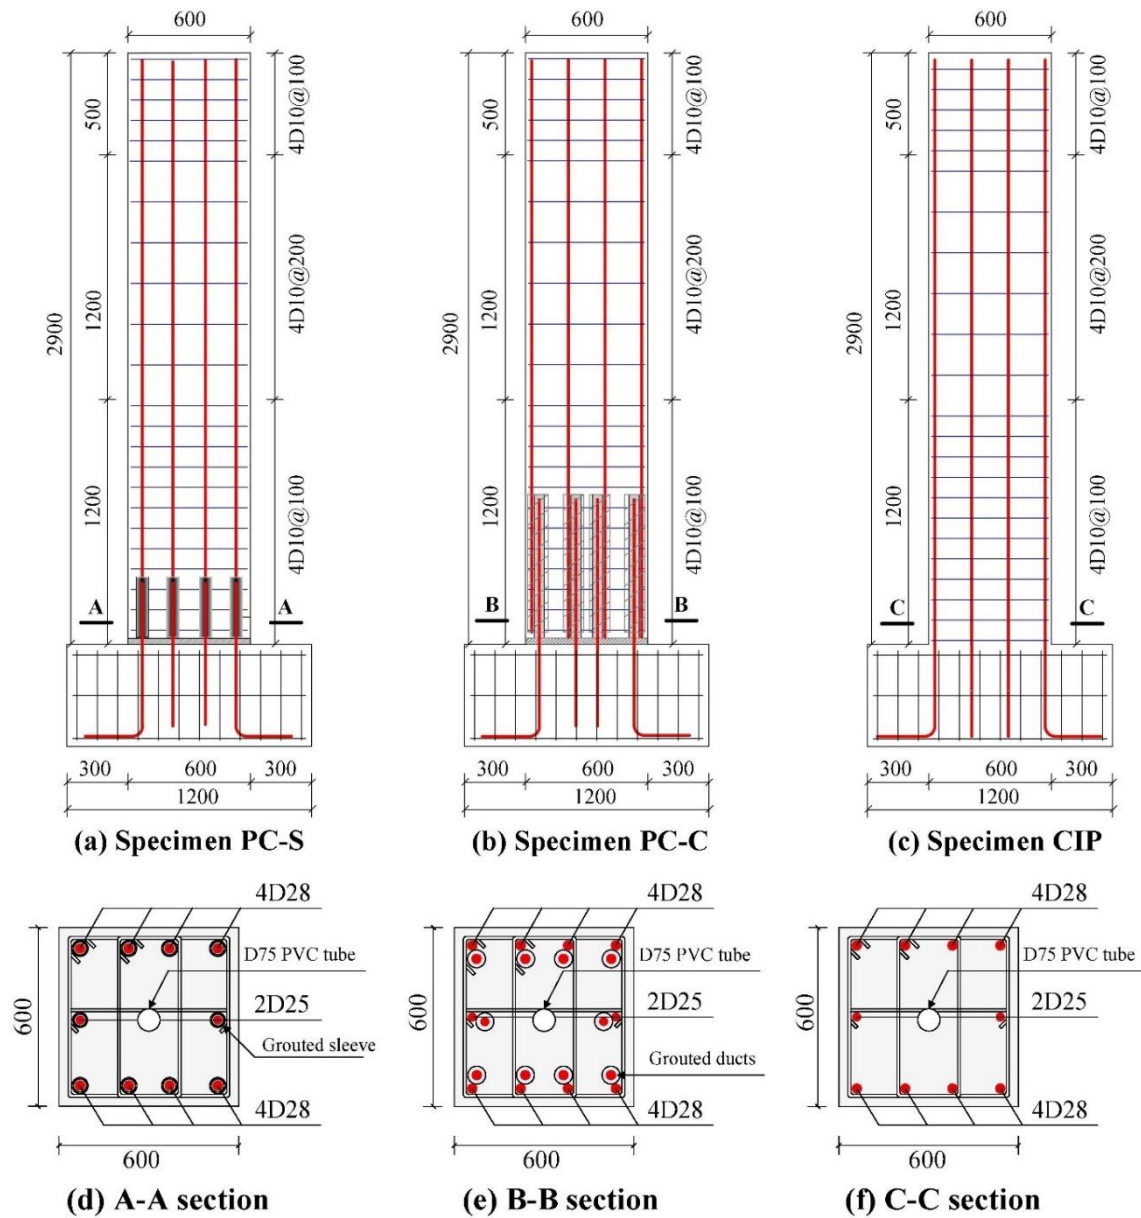 600
2900
500
1200
1200
4D10@100
4D10@200
4D10@100
A
A
300
600
300
1200
(a) Specimen PC-S
600
2900
500
1200
1200
4D10@100
4D10@200
4D10@100
B
B
300
600
300
1200
(b) Specimen PC-C
600
2900
500
1200
1200
4D10@100
4D10@200
4D10@100
C
C
300
600
300
1200
(c) Specimen CIP
4D28
D75 PVC tube
2D25
Grouted sleeve
4D28
600
600
(d) A-A section
4D28
D75 PVC tube
2D25
Grouted ducts
4D28
600
600
(e) B-B section
4D28
D75 PVC tube
2D25
4D28
600
600
(f) C-C section